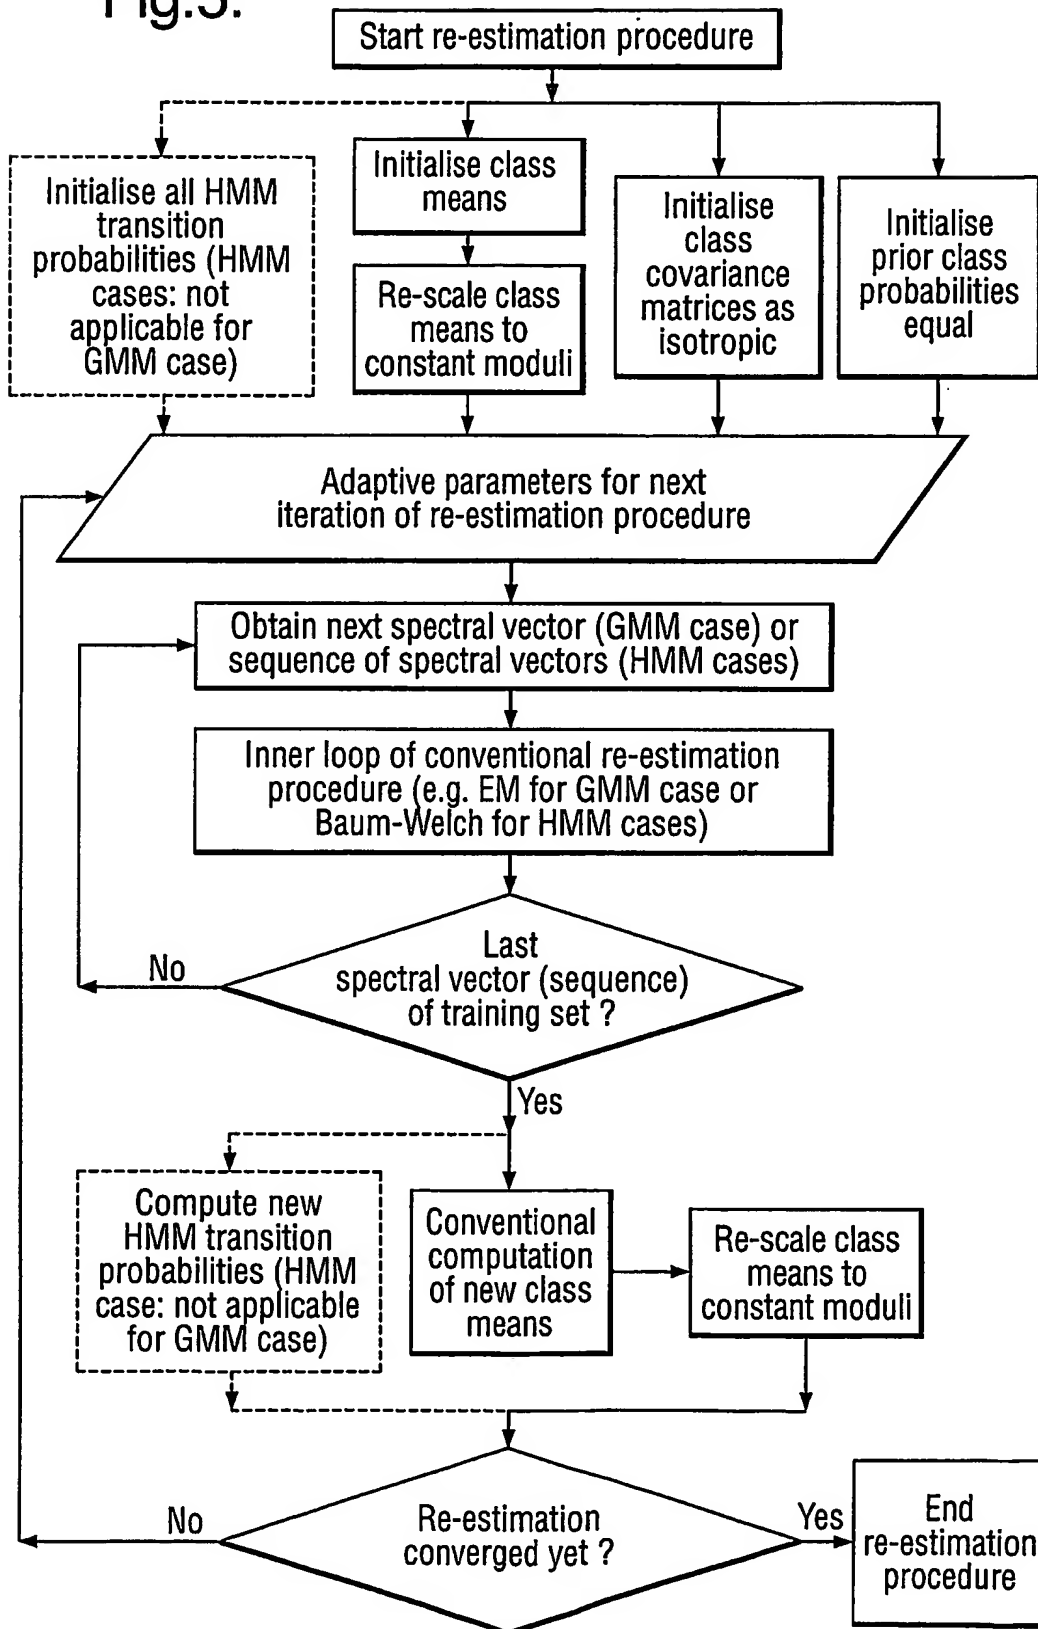 Fig.3.
Start re-estimation procedure
Initialise all HMM
transition
probabilities (HMM
cases: not
applicable for
GMM case)
Initialise class
means
Re-scale class
means to
constant moduli
Initialise
class
covariance
matrices as
isotropic
Initialise
prior class
probabilities
equal
Adaptive parameters for next
iteration of re-estimation procedure
Obtain next spectral vector (GMM case) or
sequence of spectral vectors (HMM cases)
Inner loop of conventional re-estimation
procedure (e.g. EM for GMM case or
Baum-Welch for HMM cases)
Last
spectral vector (sequence)
of training set ?
No
Yes
Compute new
HMM transition
probabilities (HMM
case: not applicable
for GMM case)
Conventional
computation
of new class
means
Re-scale class
means to
constant moduli
Re-estimation
converged yet ?
No
Yes
End
re-estimation
procedure